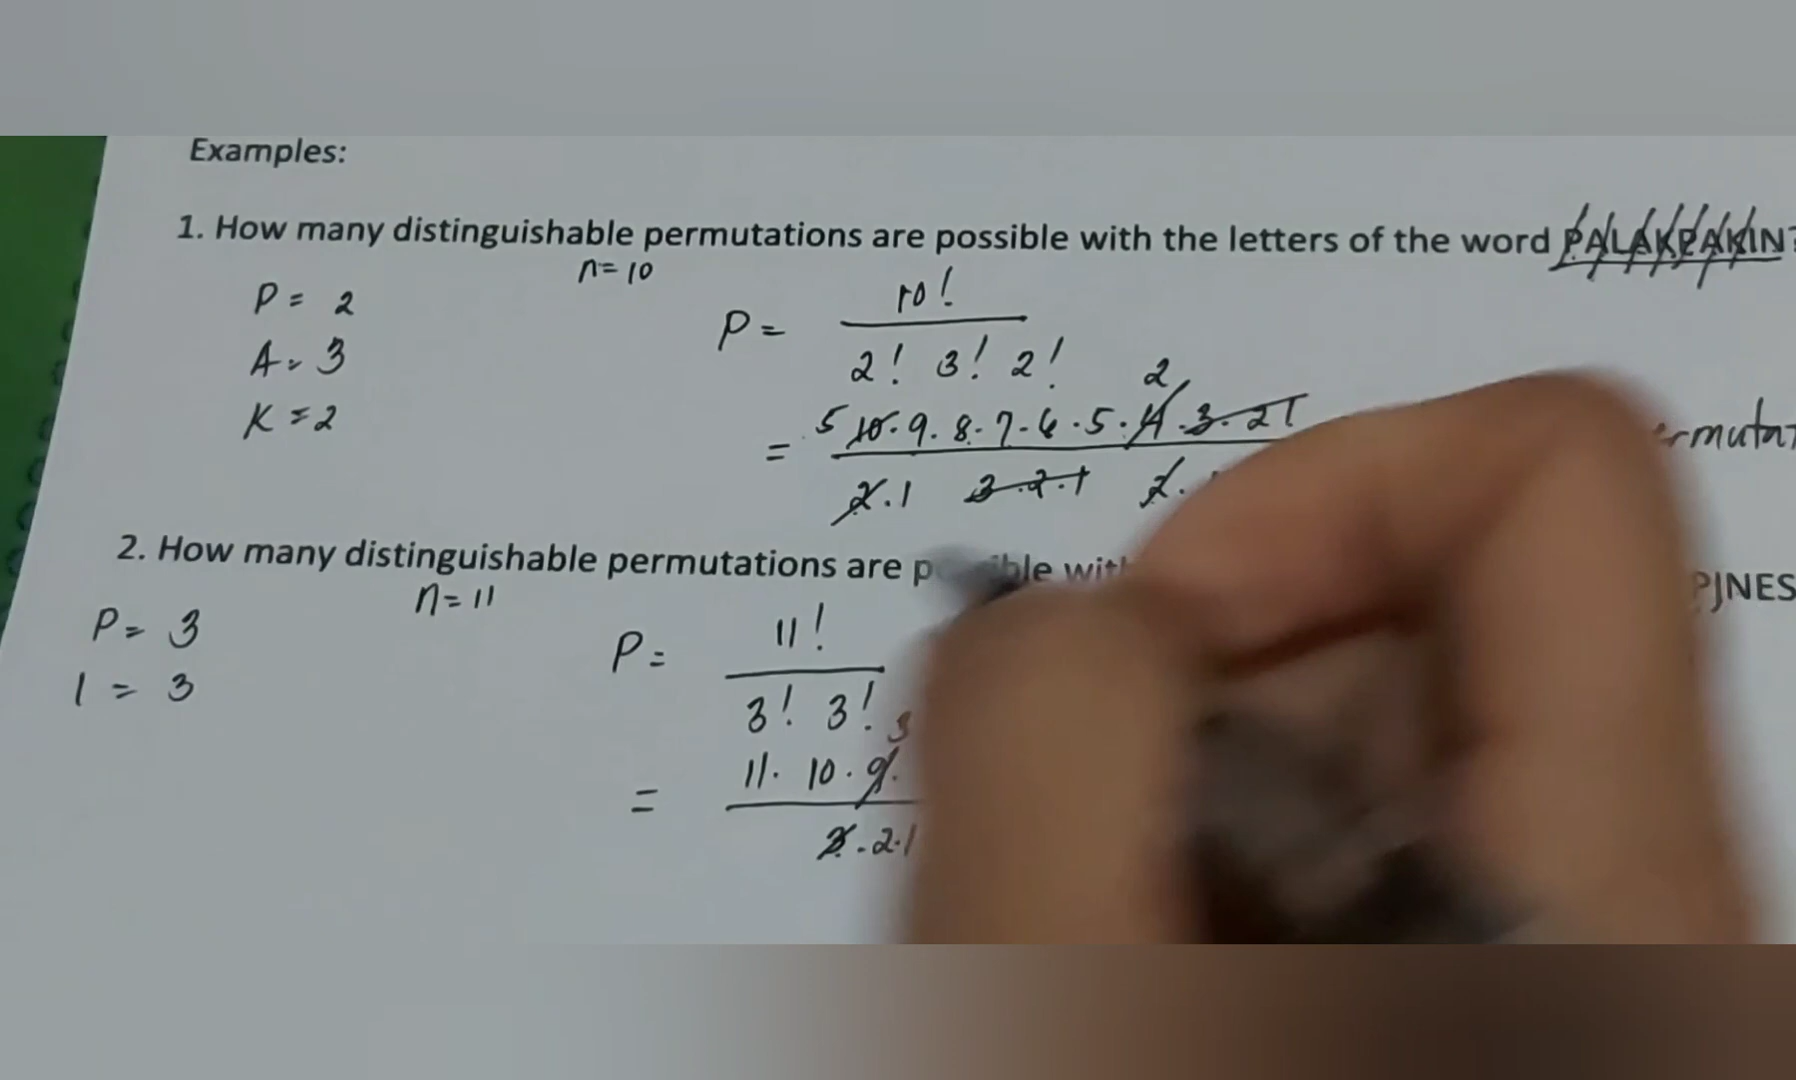 Examples:
1. How many distinguishable permutations are possible with the letters of the word PALAKPAKIN?
n=10
P= 2
A= 3
K=2
P= 10!
2! 3! 2!
2
= 5 10.9.8.7.6.5.4.3.2 1
2.1 3.2.1 2.
2. How many distinguishable permutations are
n=11
PINES
P= 3
I = 3
P= 11!
3! 3!
3
= 11. 10.9.
3.2.1